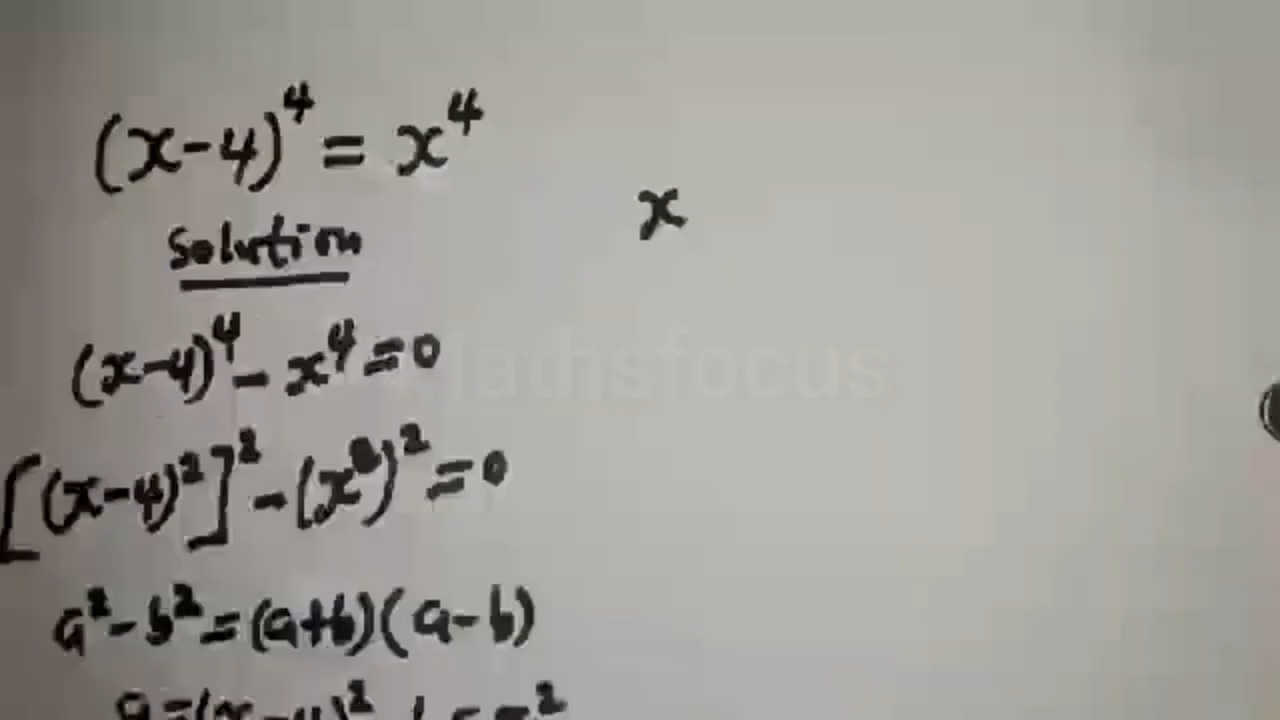 (x-4)⁴ = x⁴
x
Solution
(x-4)⁴ - x⁴ = 0
[(x-4)²]² - (x²)² = 0
a² - b² = (a+b)(a-b)